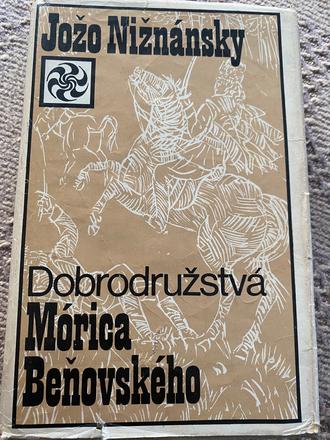 Jožo Nižnánsky
Dobrodružstvá
Mórica
Beňovského